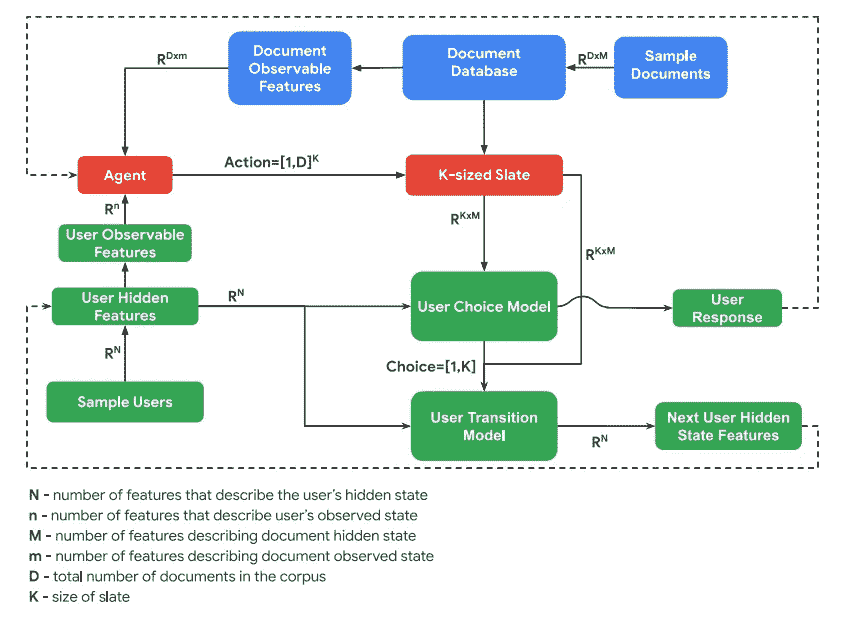 Document
Observable
Features
Document
Database
Sample
Documents
R^Dxm
R^DxM
Agent
Action=[1,D]^K
K-sized Slate
R^n
R^KxM
R^KxM
User Observable
Features
User Hidden
Features
R^N
User Choice Model
User
Response
R^N
Choice=[1,K]
Sample Users
User Transition
Model
R^N
Next User Hidden
State Features
N - number of features that describe the user's hidden state
n - number of features that describe user's observed state
M - number of features describing document hidden state
m - number of features describing document observed state
D - total number of documents in the corpus
K - size of slate